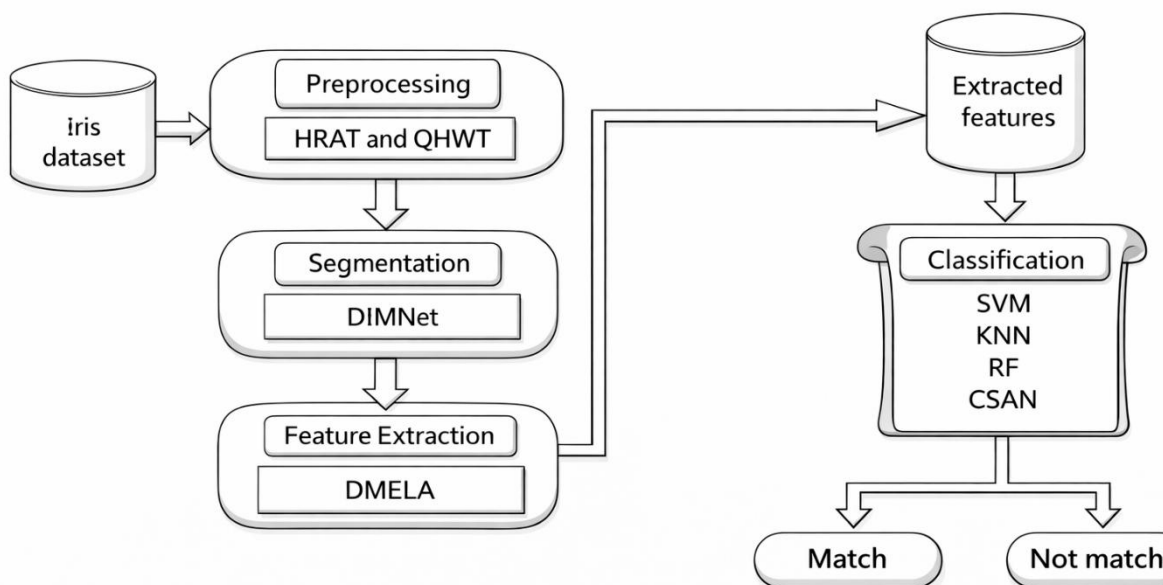 Iris
dataset
Preprocessing
HRAT and QHWT
Segmentation
DIMNet
Feature Extraction
DMELA
Extracted
features
Classification
SVM
KNN
RF
CSAN
Match
Not match